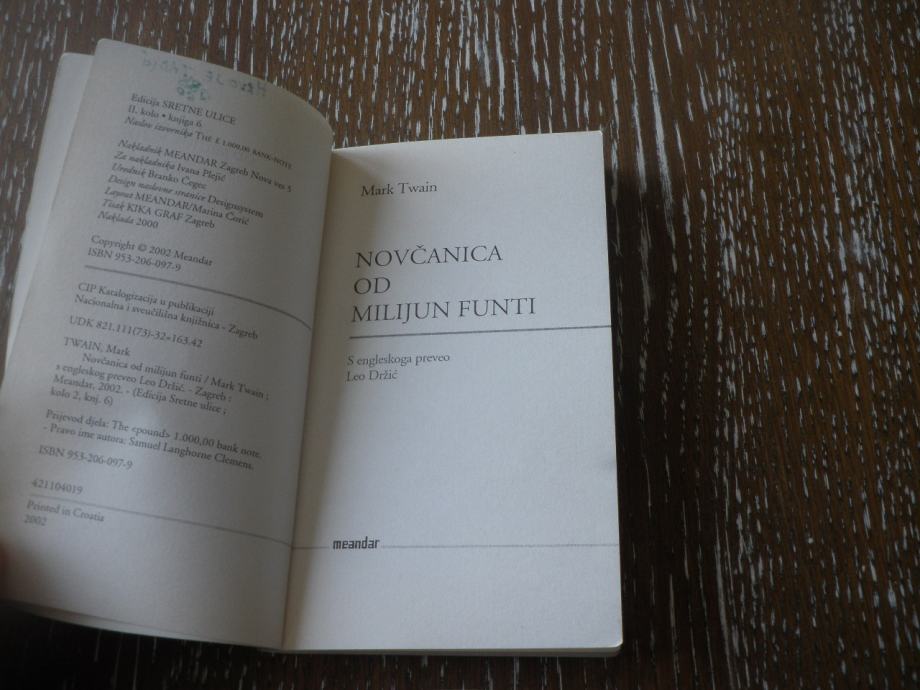 Edicija SRETNE ULICE
II. kolo • knjiga 6.
Naslov izvornika THE £ 1.000,00 BANK-NOTE
Nakladnik MEANDAR Zagreb Nova ves 5
Za nakladnika Ivana Plejić
Urednik Branko Čegec
Design naslovne stranice Designsystem
Layout MEANDAR/Marina Ćorić
Tisak KIKA GRAF Zagreb
Naklada 2000
Copyright © 2002 Meandar
ISBN 953-206-097-9
CIP Katalogizacija u publikaciji
Nacionalna i sveučilišna knjižnica - Zagreb
UDK 821.111(73)-32=163.42
TWAIN, Mark
Novčanica od milijun funti / Mark Twain ;
s engleskog preveo Leo Držić. - Zagreb :
Meandar, 2002. - (Edicija Sretne ulice ;
kolo 2, knj. 6)
Prijevod djela: The <pound> 1.000,00 bank note.
- Pravo ime autora: Samuel Langhorne Clemens.
ISBN 953-206-097-9
421104019
Printed in Croatia
2002
Mark Twain
NOVČANICA
OD
MILIJUN FUNTI
S engleskoga preveo
Leo Držić
meandar